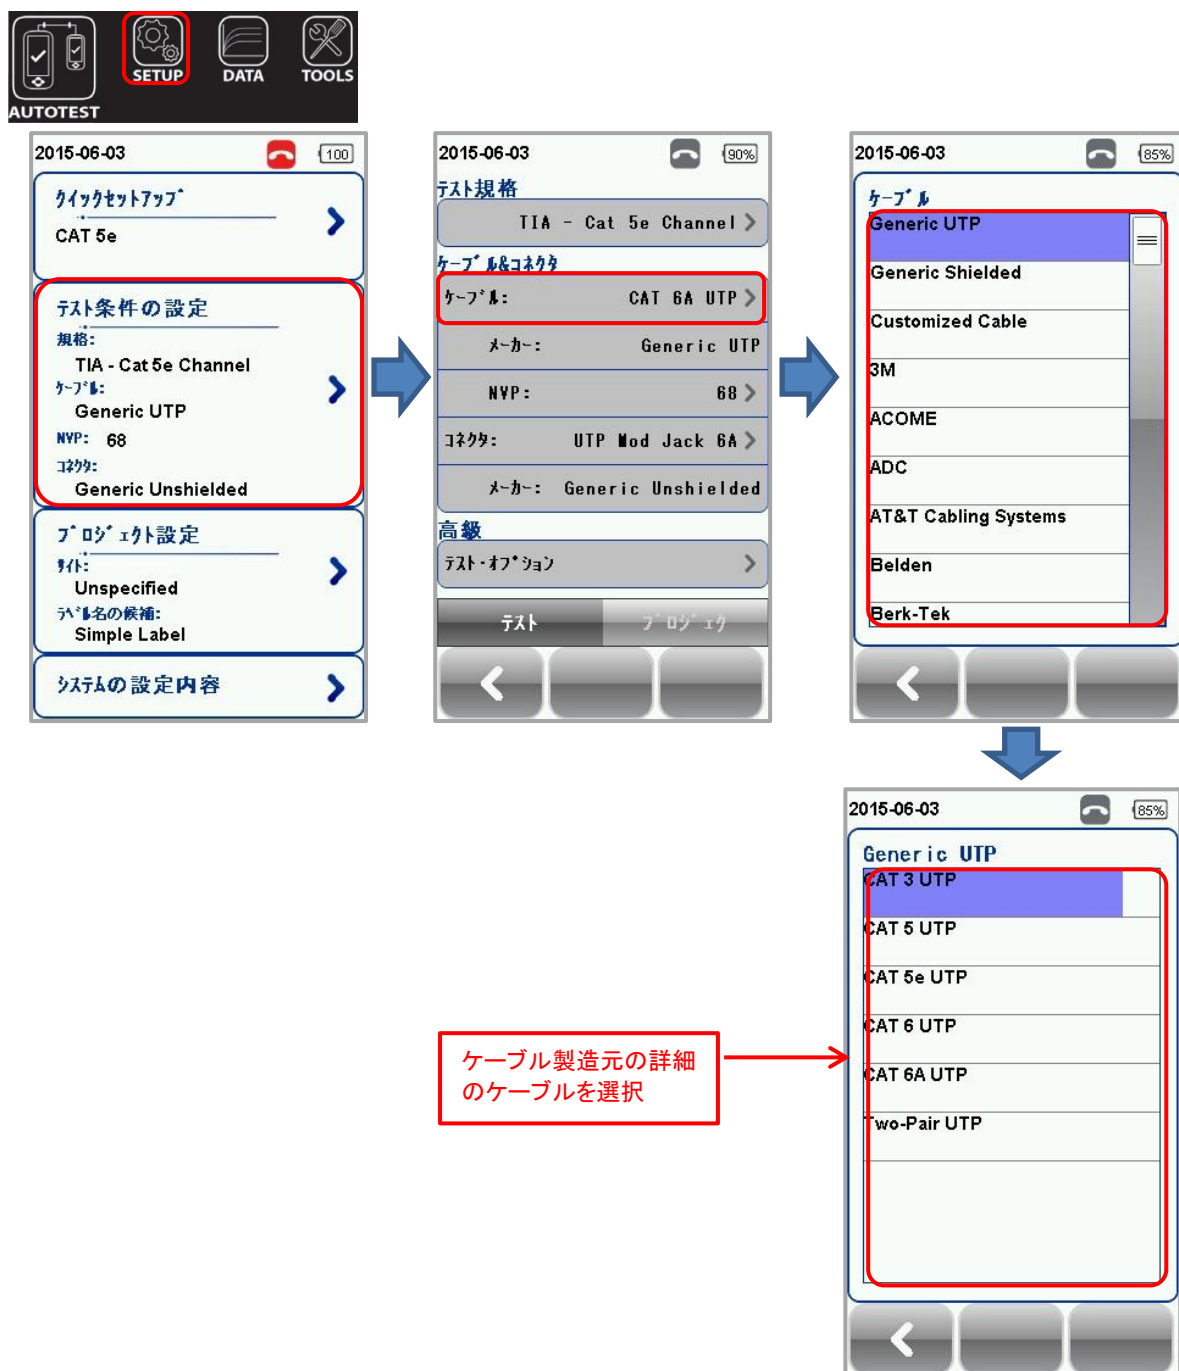 AUTOTEST
SETUP
DATA
TOOLS
2015-06-03
100
クイックセットアップ
CAT 5e
テスト条件の設定
規格:
TIA - Cat 5e Channel
ケーブル:
Generic UTP
NVP: 68
コネクタ:
Generic Unshielded
プロジェクト設定
サイト:
Unspecified
ラベル名の候補:
Simple Label
システムの設定内容
2015-06-03
90%
テスト規格
TIA - Cat 5e Channel
ケーブル&コネクタ
ケーブル: CAT 6A UTP
メーカー: Generic UTP
NVP: 68
コネクタ: UTP Mod Jack 6A
メーカー: Generic Unshielded
高級
テスト・オプション
テスト プロジェク
2015-06-03
85%
ケーブル
Generic UTP
Generic Shielded
Customized Cable
3M
ACOME
ADC
AT&T Cabling Systems
Belden
Berk-Tek
2015-06-03
85%
Generic UTP
CAT 3 UTP
CAT 5 UTP
CAT 5e UTP
CAT 6 UTP
CAT 6A UTP
Two-Pair UTP
ケーブル製造元の詳細
のケーブルを選択